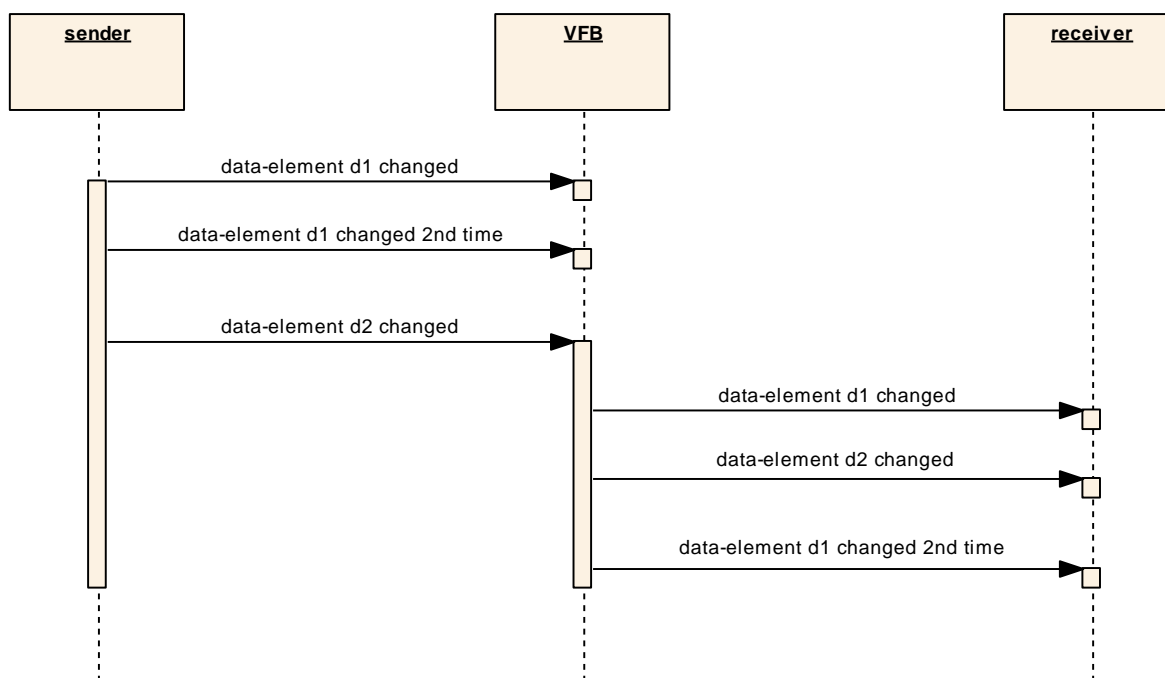 sender
VFB
receiver
data-element d1 changed
data-element d1 changed 2nd time
data-element d2 changed
data-element d1 changed
data-element d2 changed
data-element d1 changed 2nd time